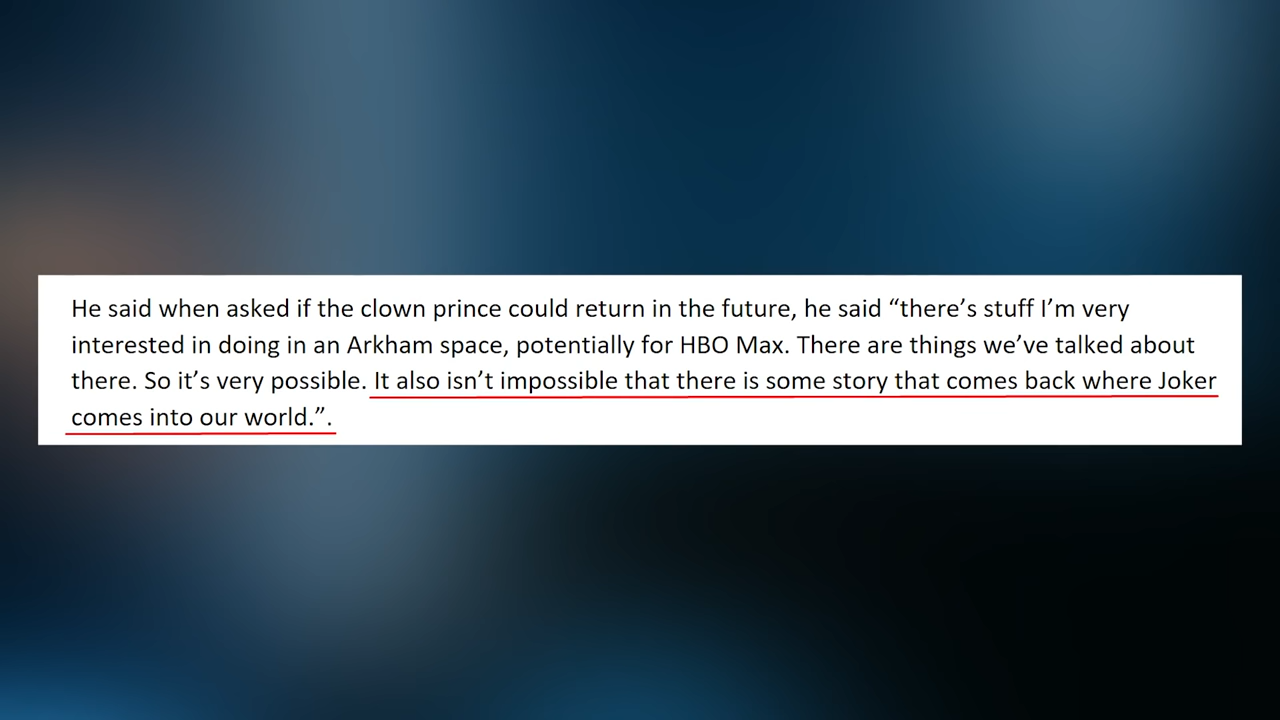 He said when asked if the clown prince could return in the future, he said “there’s stuff I’m very
interested in doing in an Arkham space, potentially for HBO Max. There are things we’ve talked about
there. So it’s very possible. It also isn’t impossible that there is some story that comes back where Joker
comes into our world.”.